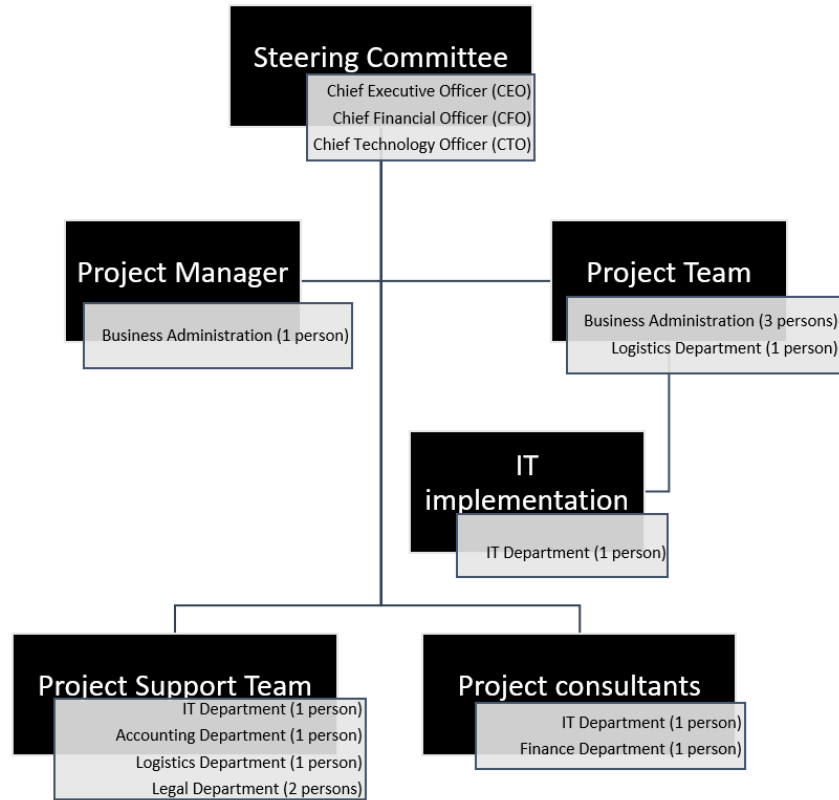 Steering Committee
Chief Executive Officer (CEO)
Chief Financial Officer (CFO)
Chief Technology Officer (CTO)
Project Manager
Business Administration (1 person)
Project Team
Business Administration (3 persons)
Logistics Department (1 person)
IT
implementation
IT Department (1 person)
Project Support Team
IT Department (1 person)
Accounting Department (1 person)
Logistics Department (1 person)
Legal Department (2 persons)
Project consultants
IT Department (1 person)
Finance Department (1 person)